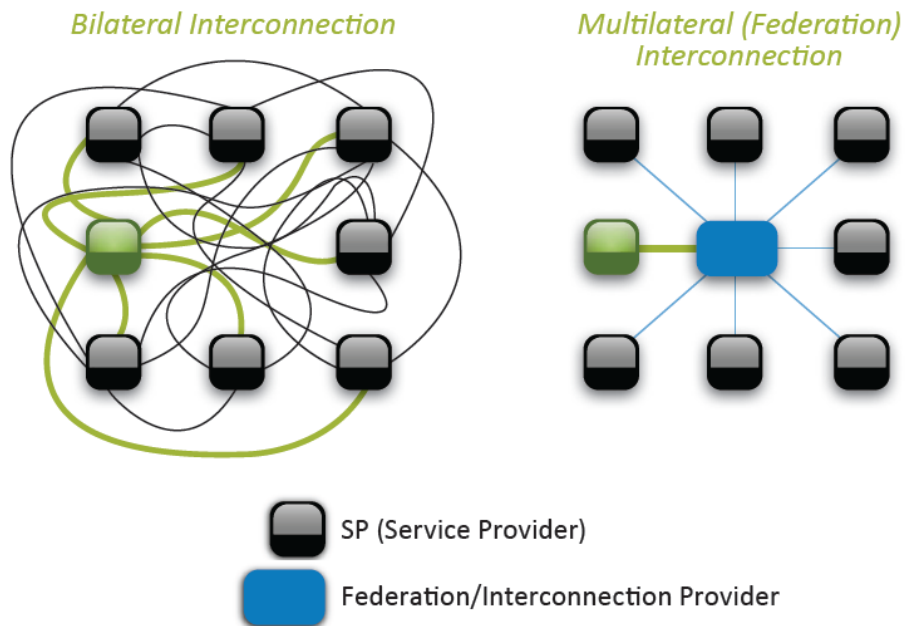 Bilateral Interconnection
Multilateral (Federation)
Interconnection
SP (Service Provider)
Federation/Interconnection Provider